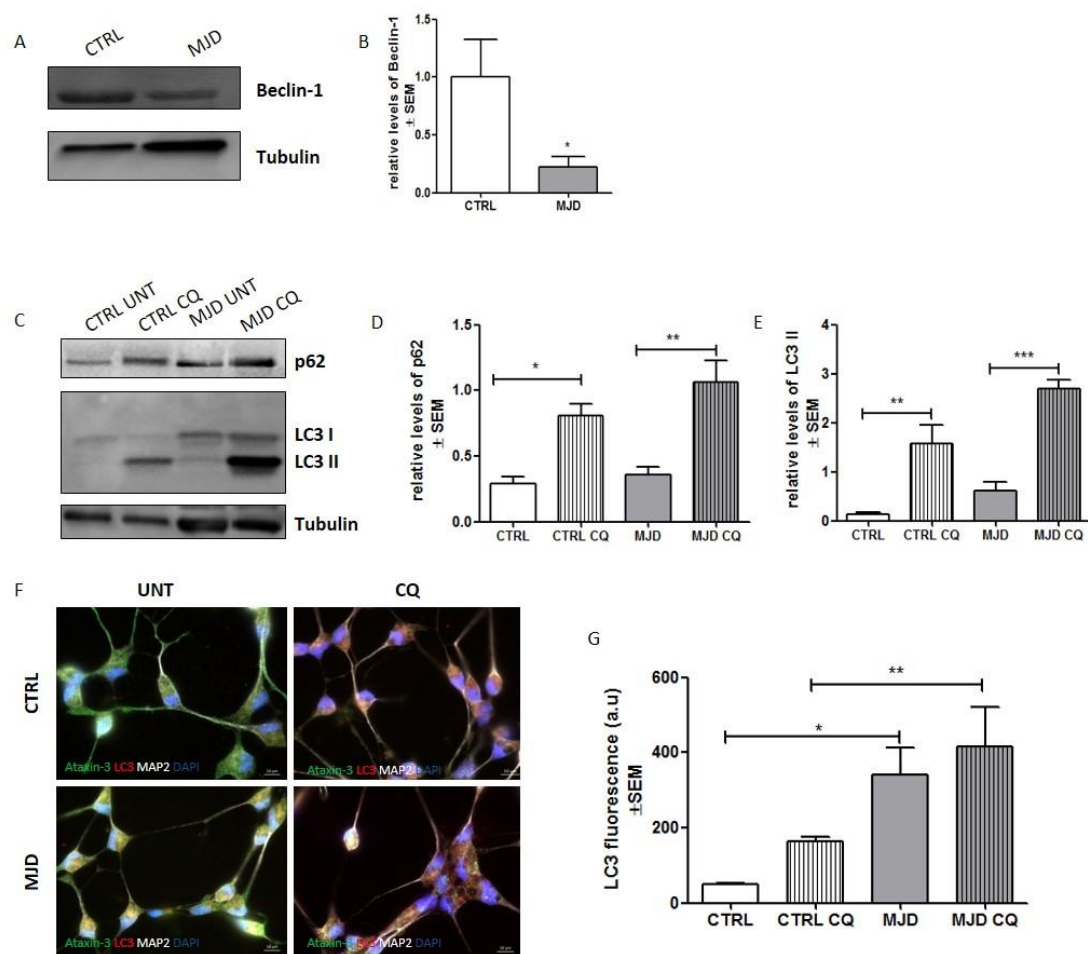 A
CTRL
MJD
Beclin-1
Tubulin
B
relative levels of Beclin-1
± SEM
1.5
1.0
0.5
0.0
*
CTRL
MJD
C
CTRL UNT
CTRL CQ
MJD UNT
MJD CQ
p62
LC3 I
LC3 II
Tubulin
D
relative levels of p62
± SEM
1.5
1.0
0.5
0.0
*
**
CTRL
CTRL CQ
MJD
MJD CQ
E
relative levels of LC3 II
± SEM
4
3
2
1
0
**
***
CTRL
CTRL CQ
MJD
MJD CQ
F
UNT
CQ
CTRL
MJD
Ataxin-3 LC3 MAP2 DAPI
Ataxin-3 LC3 MAP2 DAPI
Ataxin-3 LC3 MAP2 DAPI
Ataxin-3 LC3 MAP2 DAPI
G
LC3 fluorescence (a.u)
±SEM
600
400
200
0
*
**
CTRL
CTRL CQ
MJD
MJD CQ